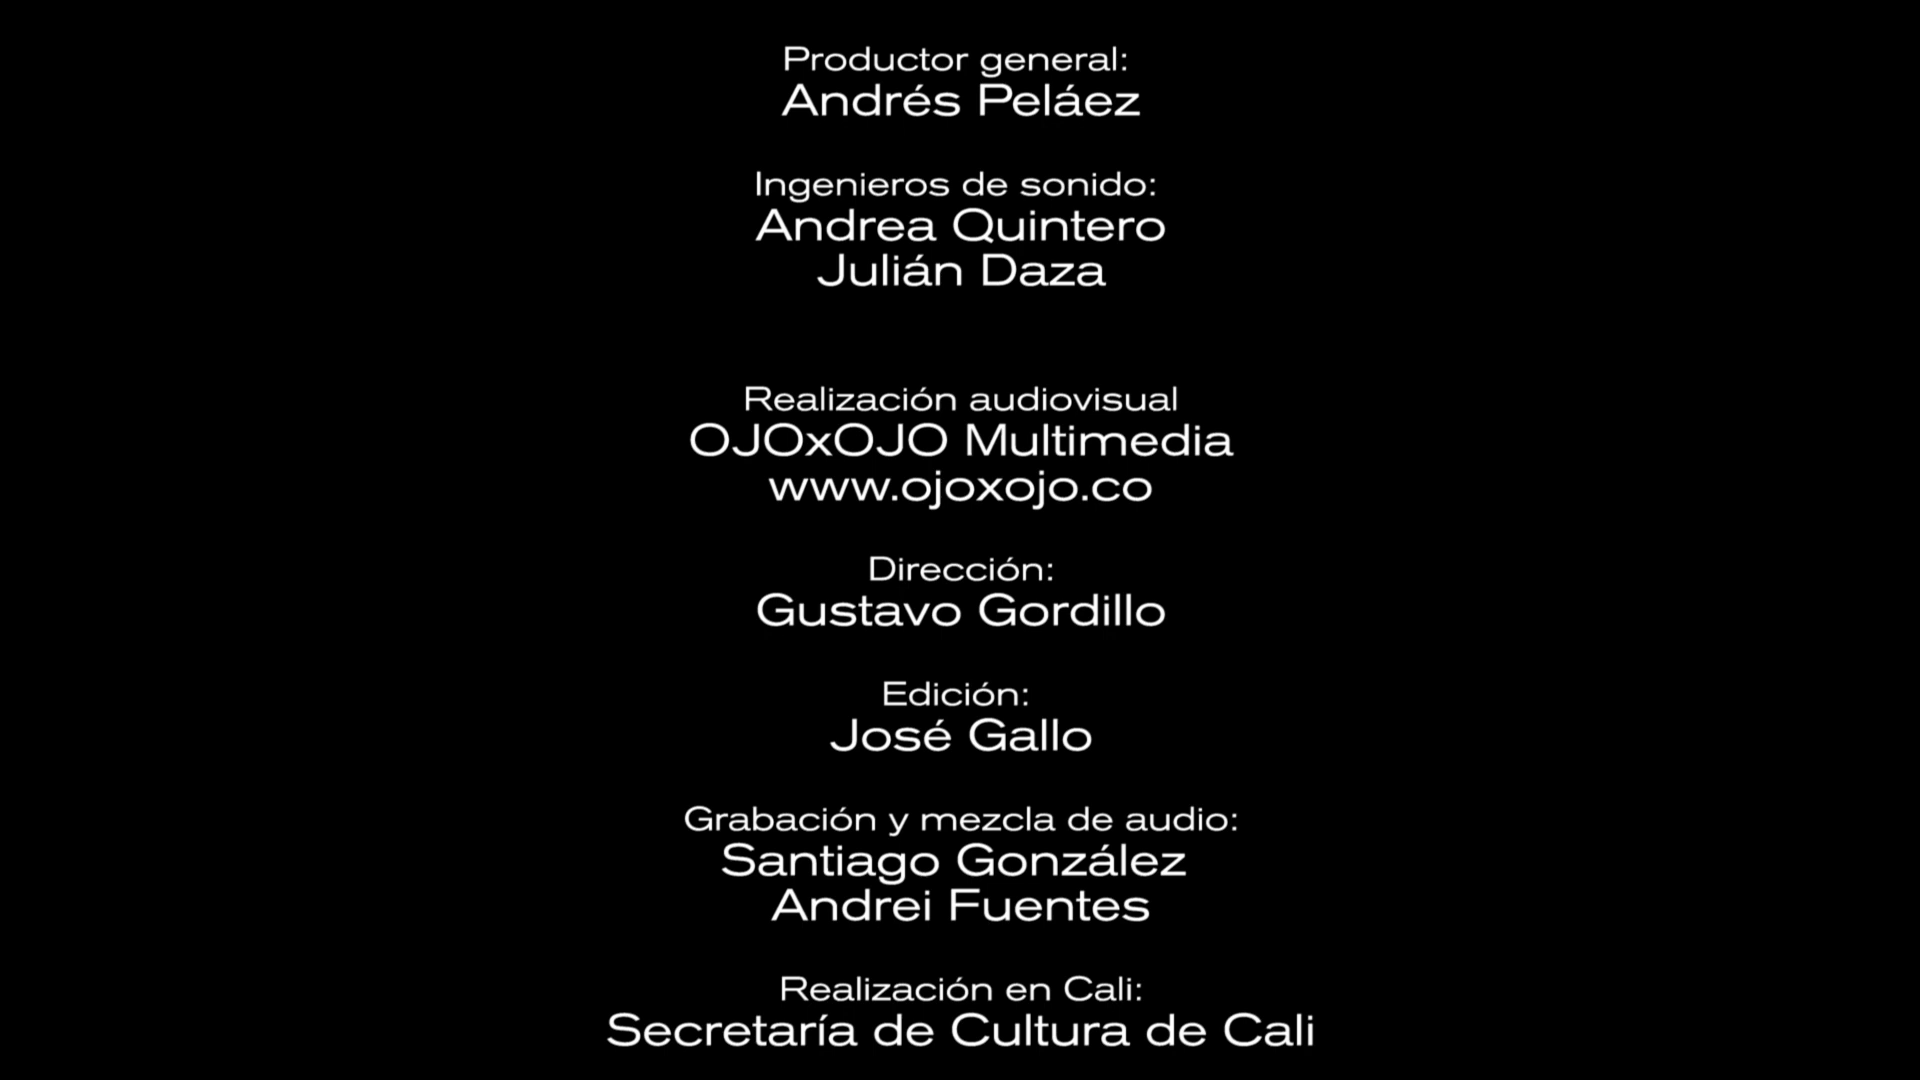 Productor general:
Andrés Peláez
Ingenieros de sonido:
Andrea Quintero
Julián Daza
Realización audiovisual
OJOxOJO Multimedia
www.ojoxojo.co
Dirección:
Gustavo Gordillo
Edición:
José Gallo
Grabación y mezcla de audio:
Santiago González
Andrei Fuentes
Realización en Cali:
Secretaría de Cultura de Cali